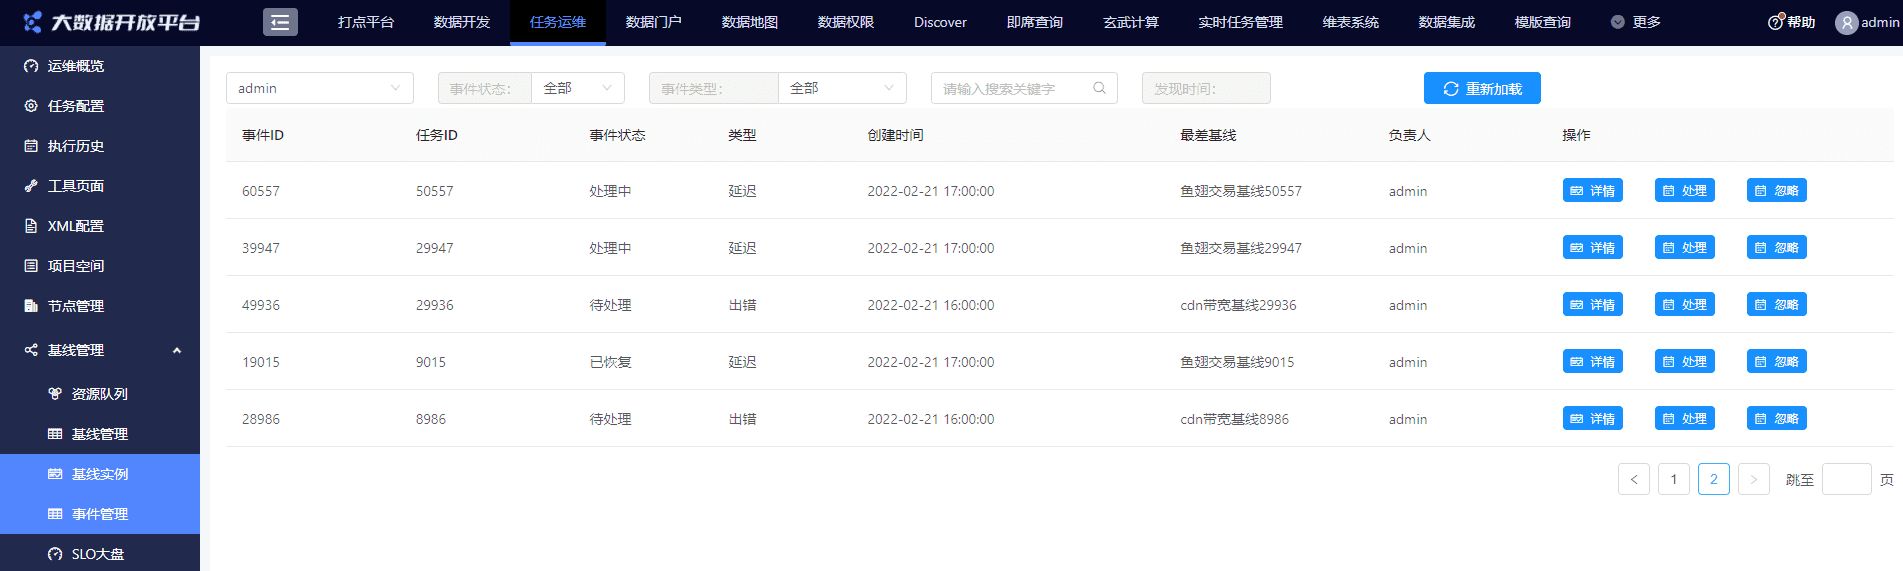 大数据开放平台 打点平台 数据开发 任务运维 数据门户 数据地图 数据权限 Discover 即席查询 玄武计算 实时任务管理 维表系统 数据集成 模版查询 更多 帮助 admin
运维概览
任务配置
执行历史
工具页面
XML配置
项目空间
节点管理
基线管理
资源队列
基线管理
基线实例
事件管理
SLO大盘
admin 事件状态: 全部 事件类型: 全部 请输入搜索关键字 发现时间: 重新加载
事件ID 任务ID 事件状态 类型 创建时间 最差基线 负责人 操作
60557 50557 处理中 延迟 2022-02-21 17:00:00 鱼翅交易基线50557 admin 详情 处理 忽略
39947 29947 处理中 延迟 2022-02-21 17:00:00 鱼翅交易基线29947 admin 详情 处理 忽略
49936 29936 待处理 出错 2022-02-21 16:00:00 cdn带宽基线29936 admin 详情 处理 忽略
19015 9015 已恢复 延迟 2022-02-21 17:00:00 鱼翅交易基线9015 admin 详情 处理 忽略
28986 8986 待处理 出错 2022-02-21 16:00:00 cdn带宽基线8986 admin 详情 处理 忽略
< 1 2 > 跳至 页